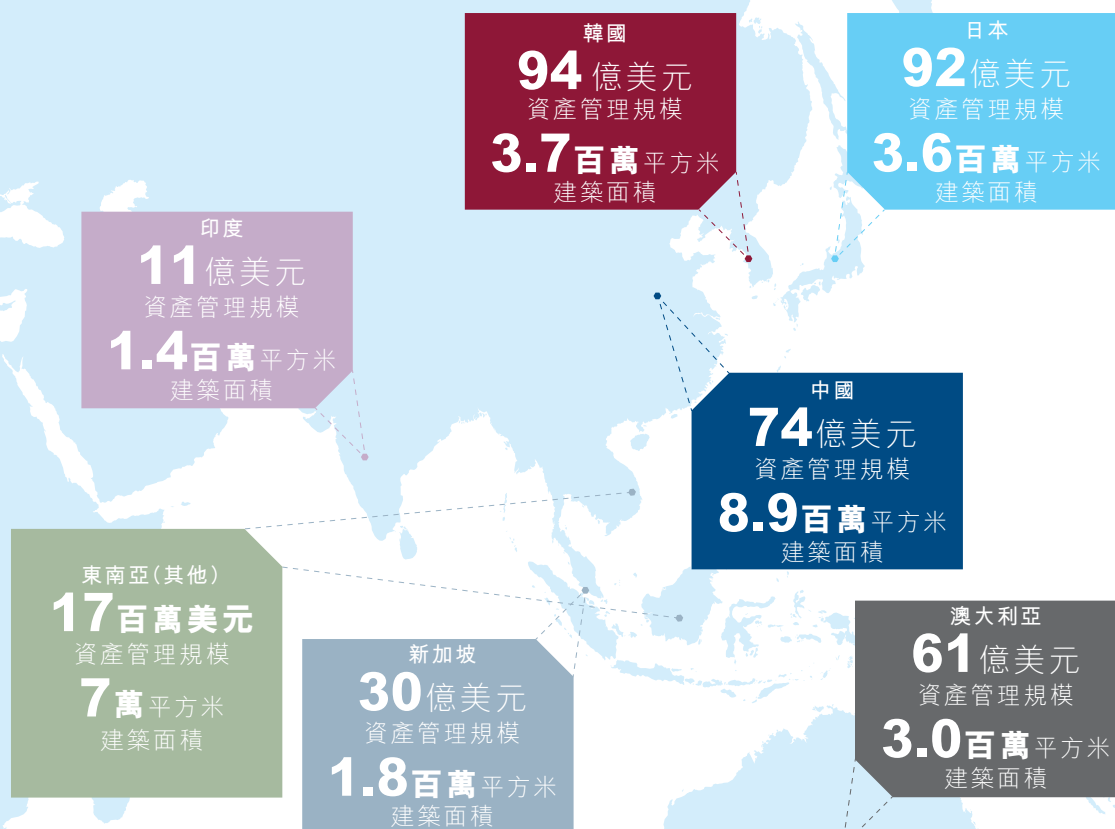 韓國
94 億美元
資產管理規模
3.7百萬平方米
建築面積
日本
92億美元
資產管理規模
3.6百萬平方米
建築面積
印度
11億美元
資產管理規模
1.4百萬平方米
建築面積
中國
74億美元
資產管理規模
8.9百萬平方米
建築面積
東南亞(其他)
17百萬美元
資產管理規模
7萬平方米
建築面積
新加坡
30億美元
資產管理規模
1.8百萬平方米
建築面積
澳大利亞
61億美元
資產管理規模
3.0百萬平方米
建築面積